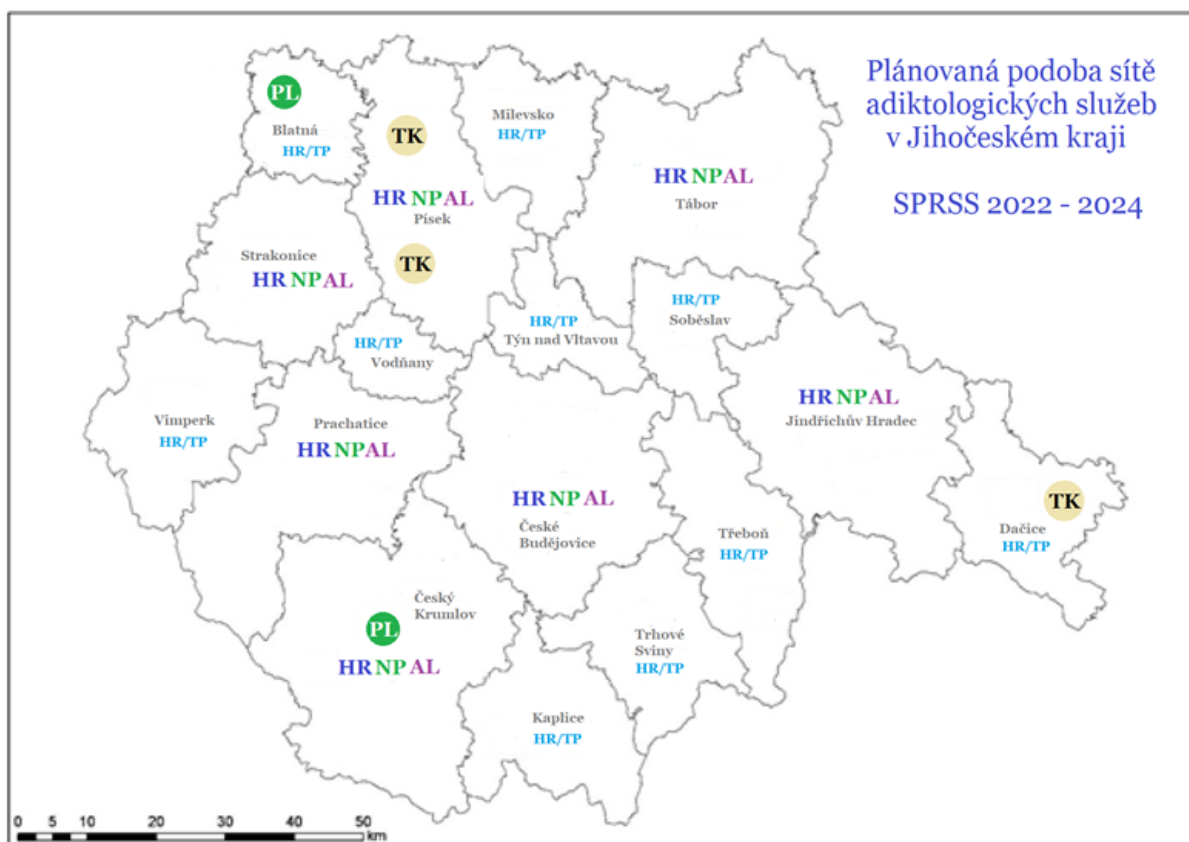 Plánovaná podoba sítě
adiktologických služeb
v Jihočeském kraji
SPRSS 2022 - 2024
PL
Blatná
HR/TP
TK
HR NP AL
Písek
TK
Milevsko
HR/TP
HR NP AL
Tábor
Strakonice
HR NP AL
HR/TP
Vodňany
HR/TP
Týn nad Vltavou
HR/TP
Soběslav
Vimperk
HR/TP
Prachatice
HR NP AL
HR NP AL
Jindřichův Hradec
HR NP AL
České
Budějovice
Třeboň
HR/TP
TK
Dačice
HR/TP
Český
Krumlov
PL
HR NP AL
Trhové
Sviny
HR/TP
Kaplice
HR/TP
0 5 10 20 30 40 50
km